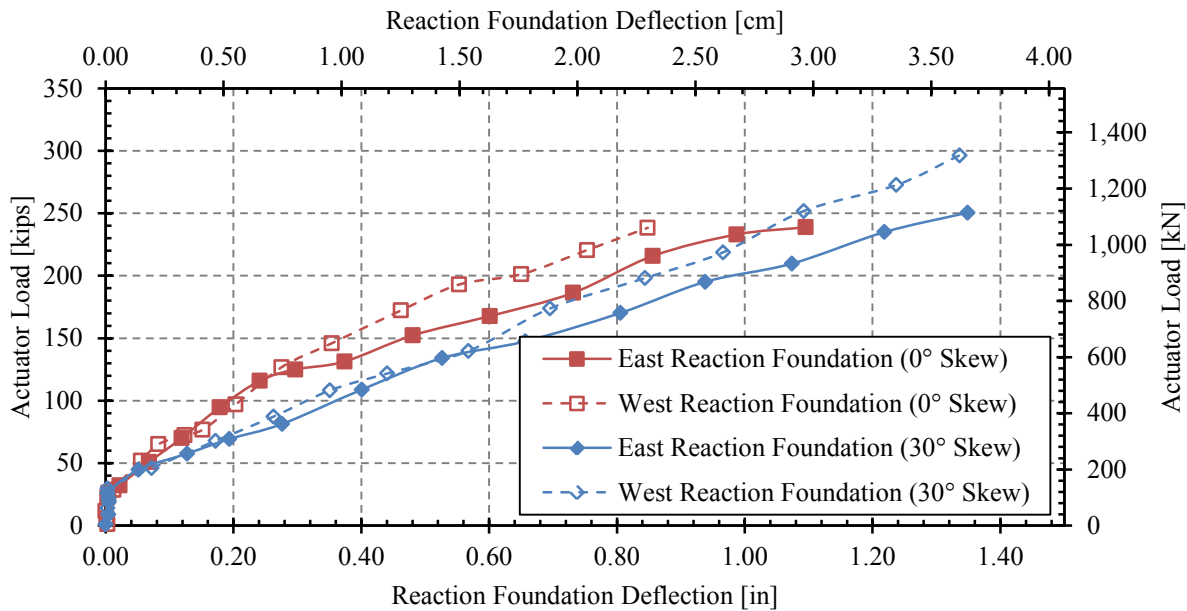 Reaction Foundation Deflection [cm]
0.00 0.50 1.00 1.50 2.00 2.50 3.00 3.50 4.00
350
300
250
200
150
100
50
0
Actuator Load [kips]
1,400
1,200
1,000
800
600
400
200
0
Actuator Load [kN]
East Reaction Foundation (0° Skew)
West Reaction Foundation (0° Skew)
East Reaction Foundation (30° Skew)
West Reaction Foundation (30° Skew)
0.00 0.20 0.40 0.60 0.80 1.00 1.20 1.40
Reaction Foundation Deflection [in]